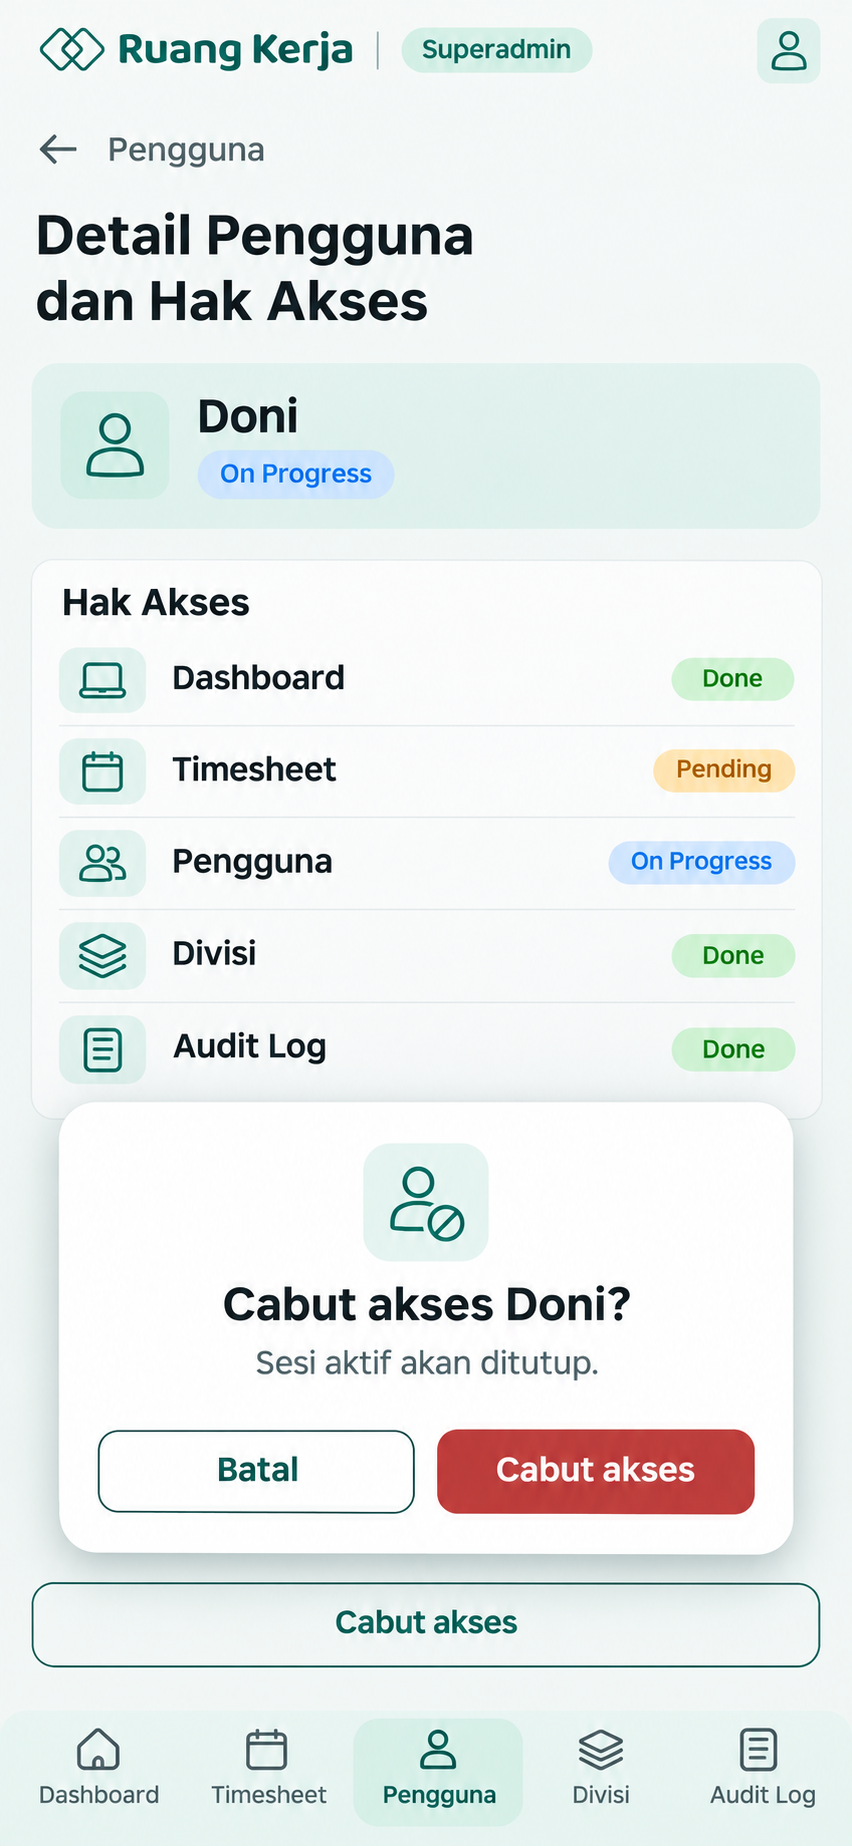 Ruang Kerja
Superadmin
Pengguna
Detail Pengguna
dan Hak Akses
Doni
On Progress
Hak Akses
Dashboard
Done
Timesheet
Pending
Pengguna
On Progress
Divisi
Done
Audit Log
Done
Cabut akses Doni?
Sesi aktif akan ditutup.
Batal
Cabut akses
Cabut akses
Dashboard
Timesheet
Pengguna
Divisi
Audit Log